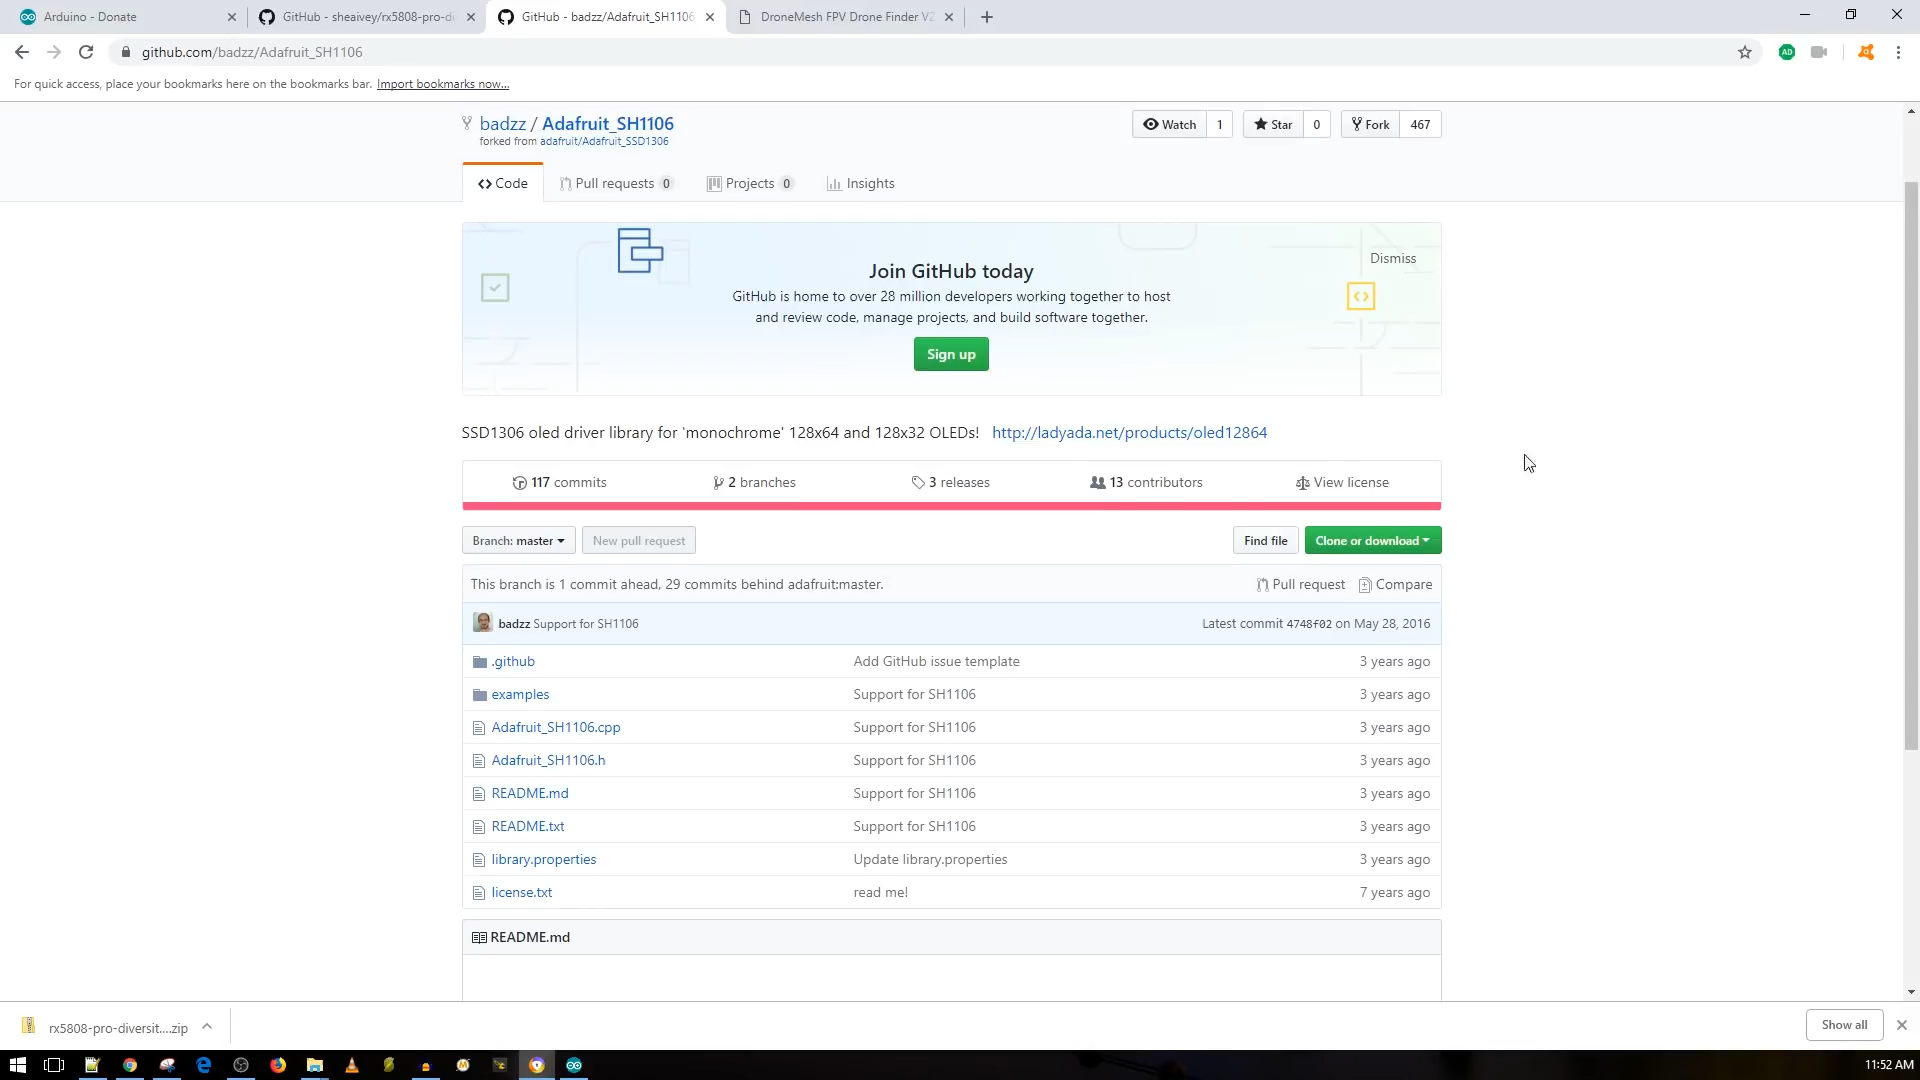 Arduino - Donate
GitHub - sheaivey/rx5808-pro-di
GitHub - badzz/Adafruit_SH1106
DroneMesh FPV Drone Finder V2
github.com/badzz/Adafruit_SH1106
AD
For quick access, place your bookmarks here on the bookmarks bar. Import bookmarks now...
badzz / Adafruit_SH1106
forked from adafruit/Adafruit_SSD1306
Watch 1
Star 0
Fork 467
Code
Pull requests 0
Projects 0
Insights
Join GitHub today
Dismiss
GitHub is home to over 28 million developers working together to host
and review code, manage projects, and build software together.
Sign up
SSD1306 oled driver library for 'monochrome' 128x64 and 128x32 OLEDs! http://ladyada.net/products/oled12864
117 commits
2 branches
3 releases
13 contributors
View license
Branch: master
New pull request
Find file
Clone or download
This branch is 1 commit ahead, 29 commits behind adafruit:master.
Pull request
Compare
badzz Support for SH1106
Latest commit 4748f02 on May 28, 2016
.github Add GitHub issue template 3 years ago
examples Support for SH1106 3 years ago
Adafruit_SH1106.cpp Support for SH1106 3 years ago
Adafruit_SH1106.h Support for SH1106 3 years ago
README.md Support for SH1106 3 years ago
README.txt Support for SH1106 3 years ago
library.properties Update library.properties 3 years ago
license.txt read me! 7 years ago
README.md
rx5808-pro-diversit....zip
Show all
11:52 AM